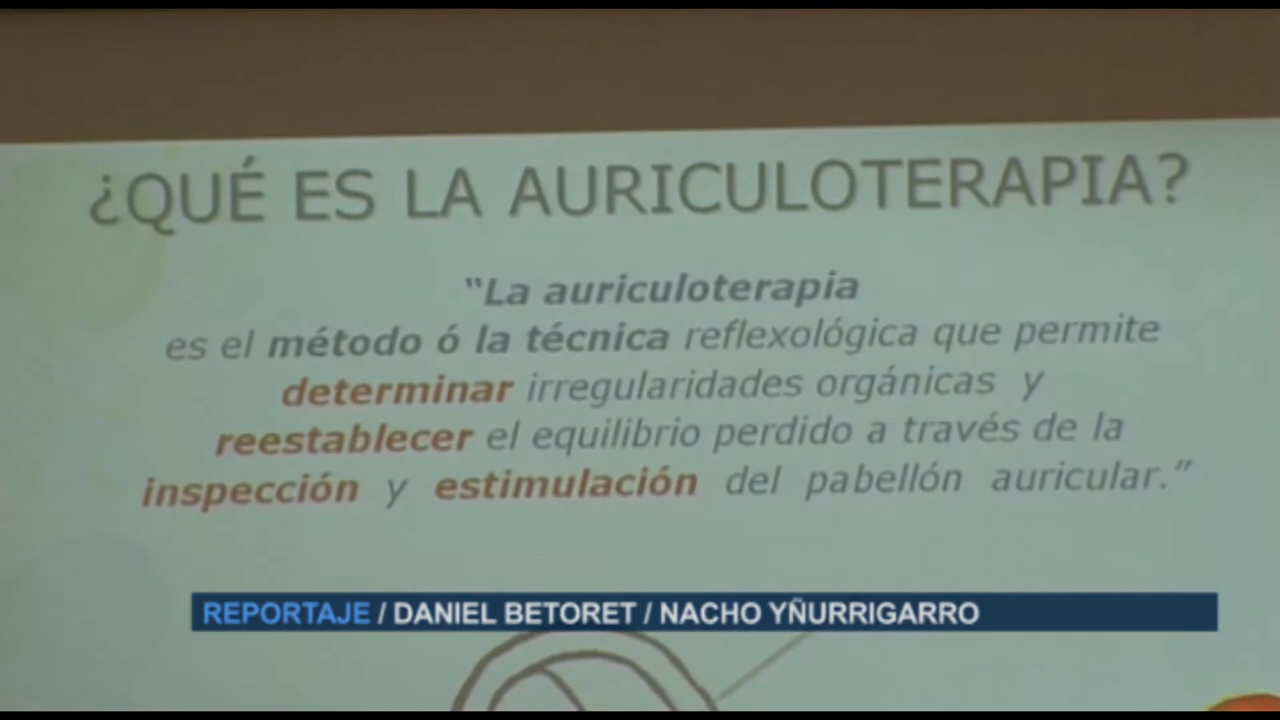 ¿QUÉ ES LA AURICULOTERAPIA?
“La auriculoterapia
es el método ó la técnica reflexológica que permite
determinar irregularidades orgánicas y
reestablecer el equilibrio perdido a través de la
inspección y estimulación del pabellón auricular.”
REPORTAJE / DANIEL BETORET / NACHO YÑURRIGARRO